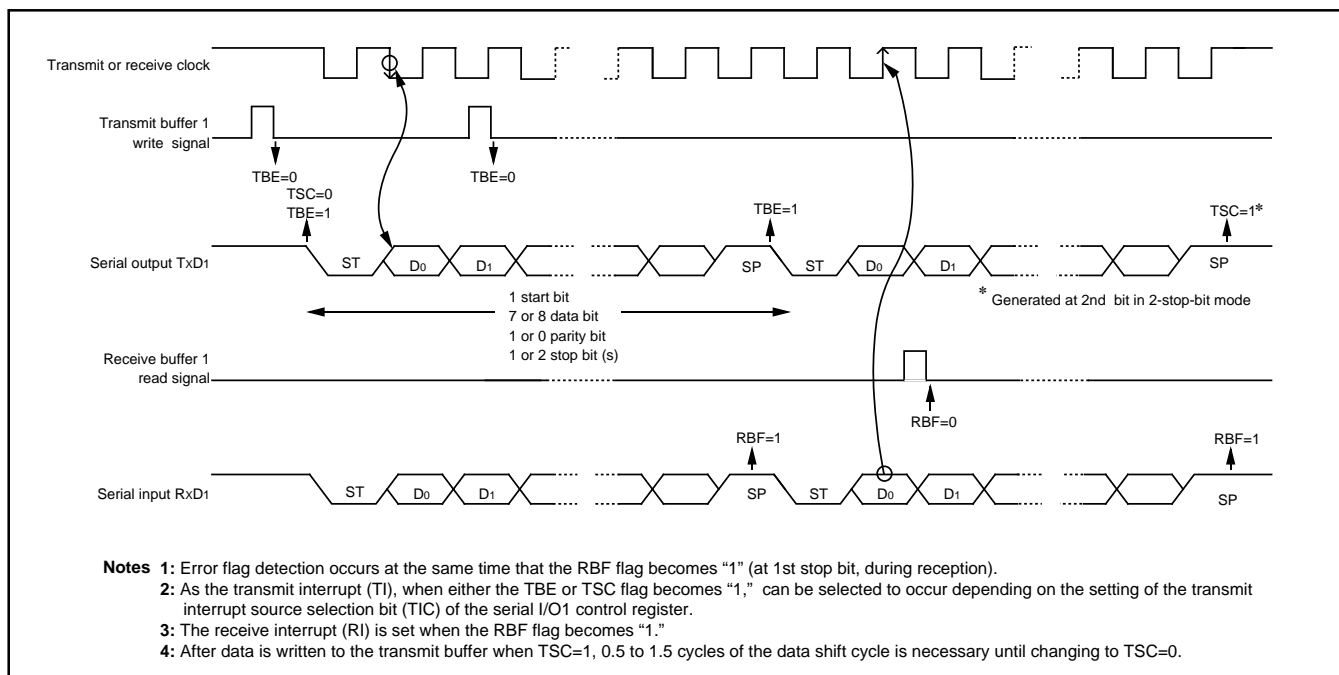 Transmit or receive clock
Transmit buffer 1
write signal
TBE=0
TSC=0
TBE=1
TBE=0
TBE=1
TSC=1*
Serial output TxD1
ST
D0
D1
SP
ST
D0
D1
SP
* Generated at 2nd bit in 2-stop-bit mode
1 start bit
7 or 8 data bit
1 or 0 parity bit
1 or 2 stop bit (s)
Receive buffer 1
read signal
RBF=0
RBF=1
RBF=1
Serial input RxD1
ST
D0
D1
SP
ST
D0
D1
SP
Notes 1: Error flag detection occurs at the same time that the RBF flag becomes “1” (at 1st stop bit, during reception).
2: As the transmit interrupt (TI), when either the TBE or TSC flag becomes “1,” can be selected to occur depending on the setting of the transmit
interrupt source selection bit (TIC) of the serial I/O1 control register.
3: The receive interrupt (RI) is set when the RBF flag becomes “1.”
4: After data is written to the transmit buffer when TSC=1, 0.5 to 1.5 cycles of the data shift cycle is necessary until changing to TSC=0.